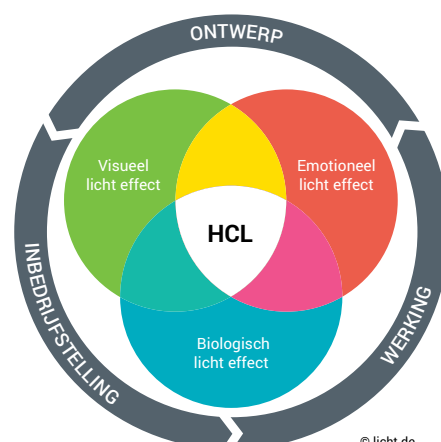 ONTWERP
Visueel
licht effect
Emotioneel
licht effect
HCL
Biologisch
licht effect
INBEDRIJFSTELLING
WERKING
© licht.de